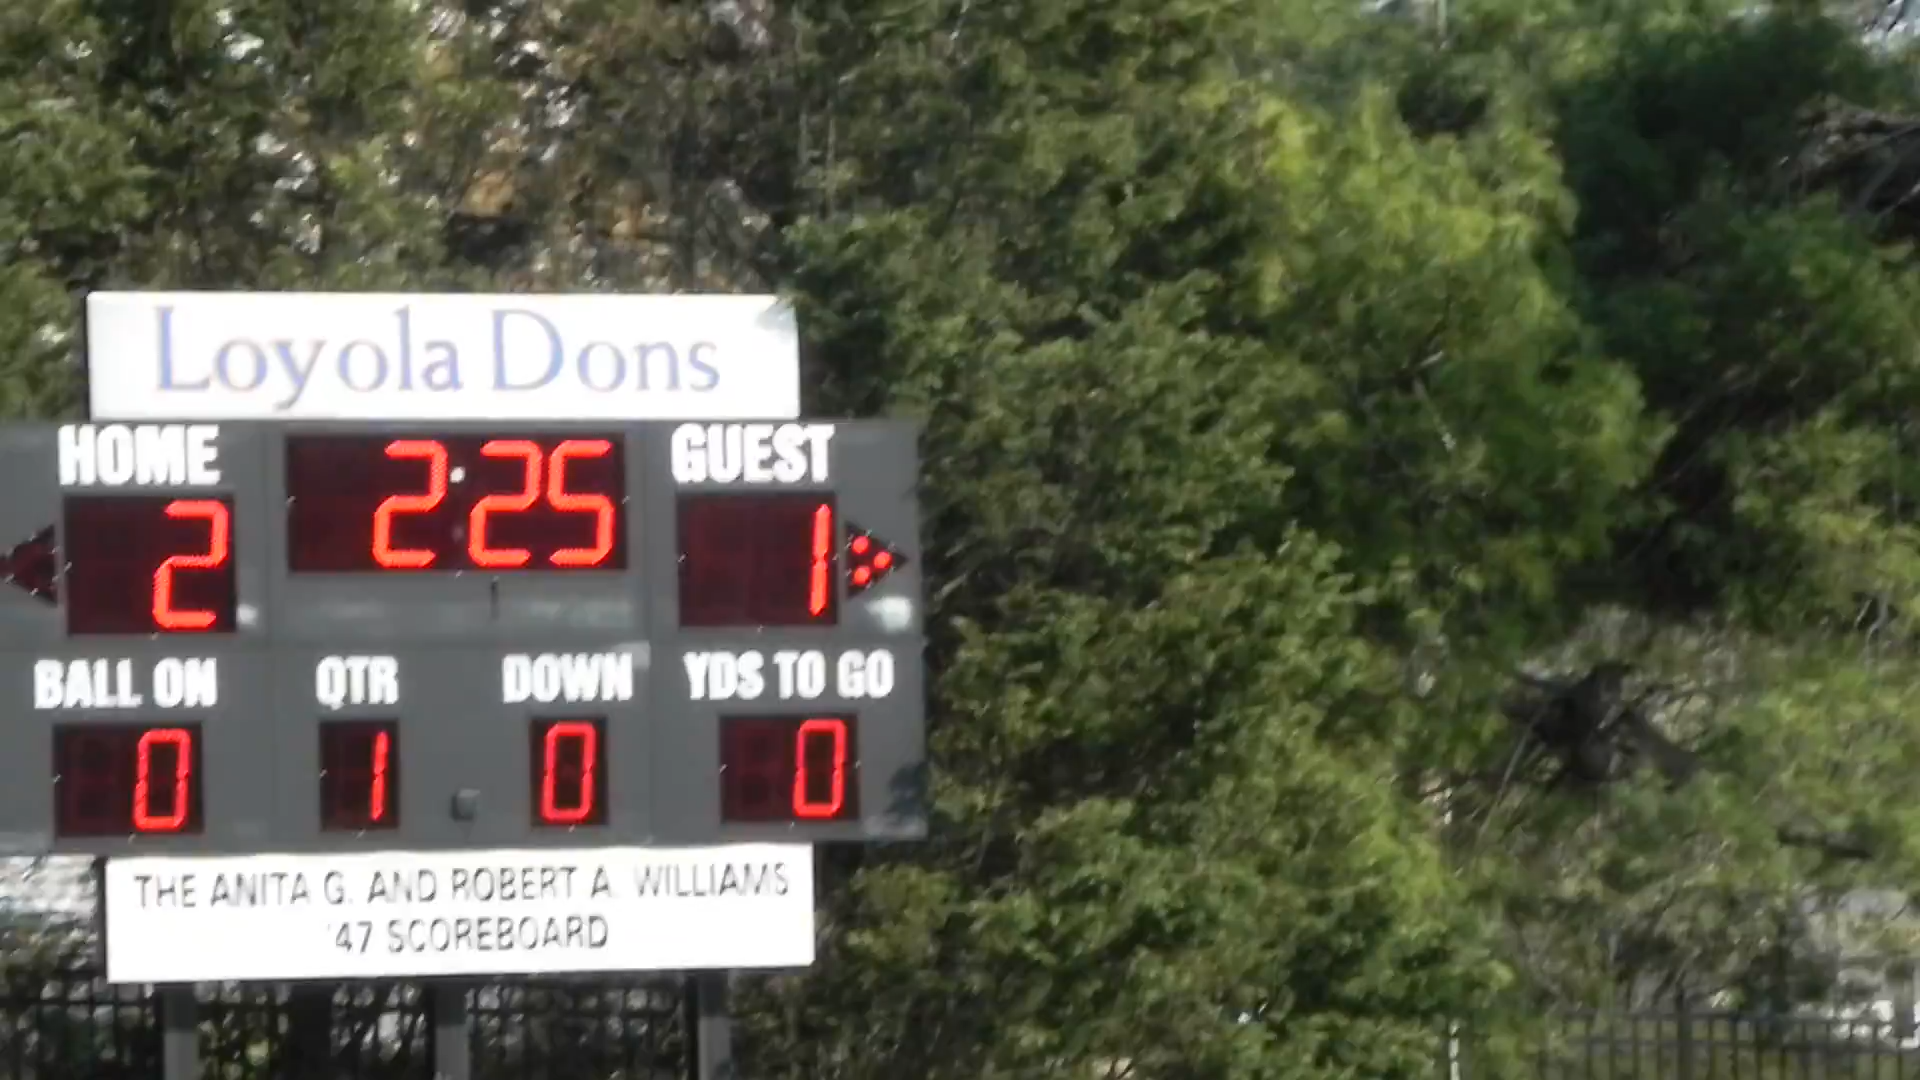 Loyola Dons
HOME 2:25 GUEST
2 1
BALL ON QTR DOWN YDS TO GO
0 1 0 0
THE ANITA G. AND ROBERT A. WILLIAMS
'47 SCOREBOARD